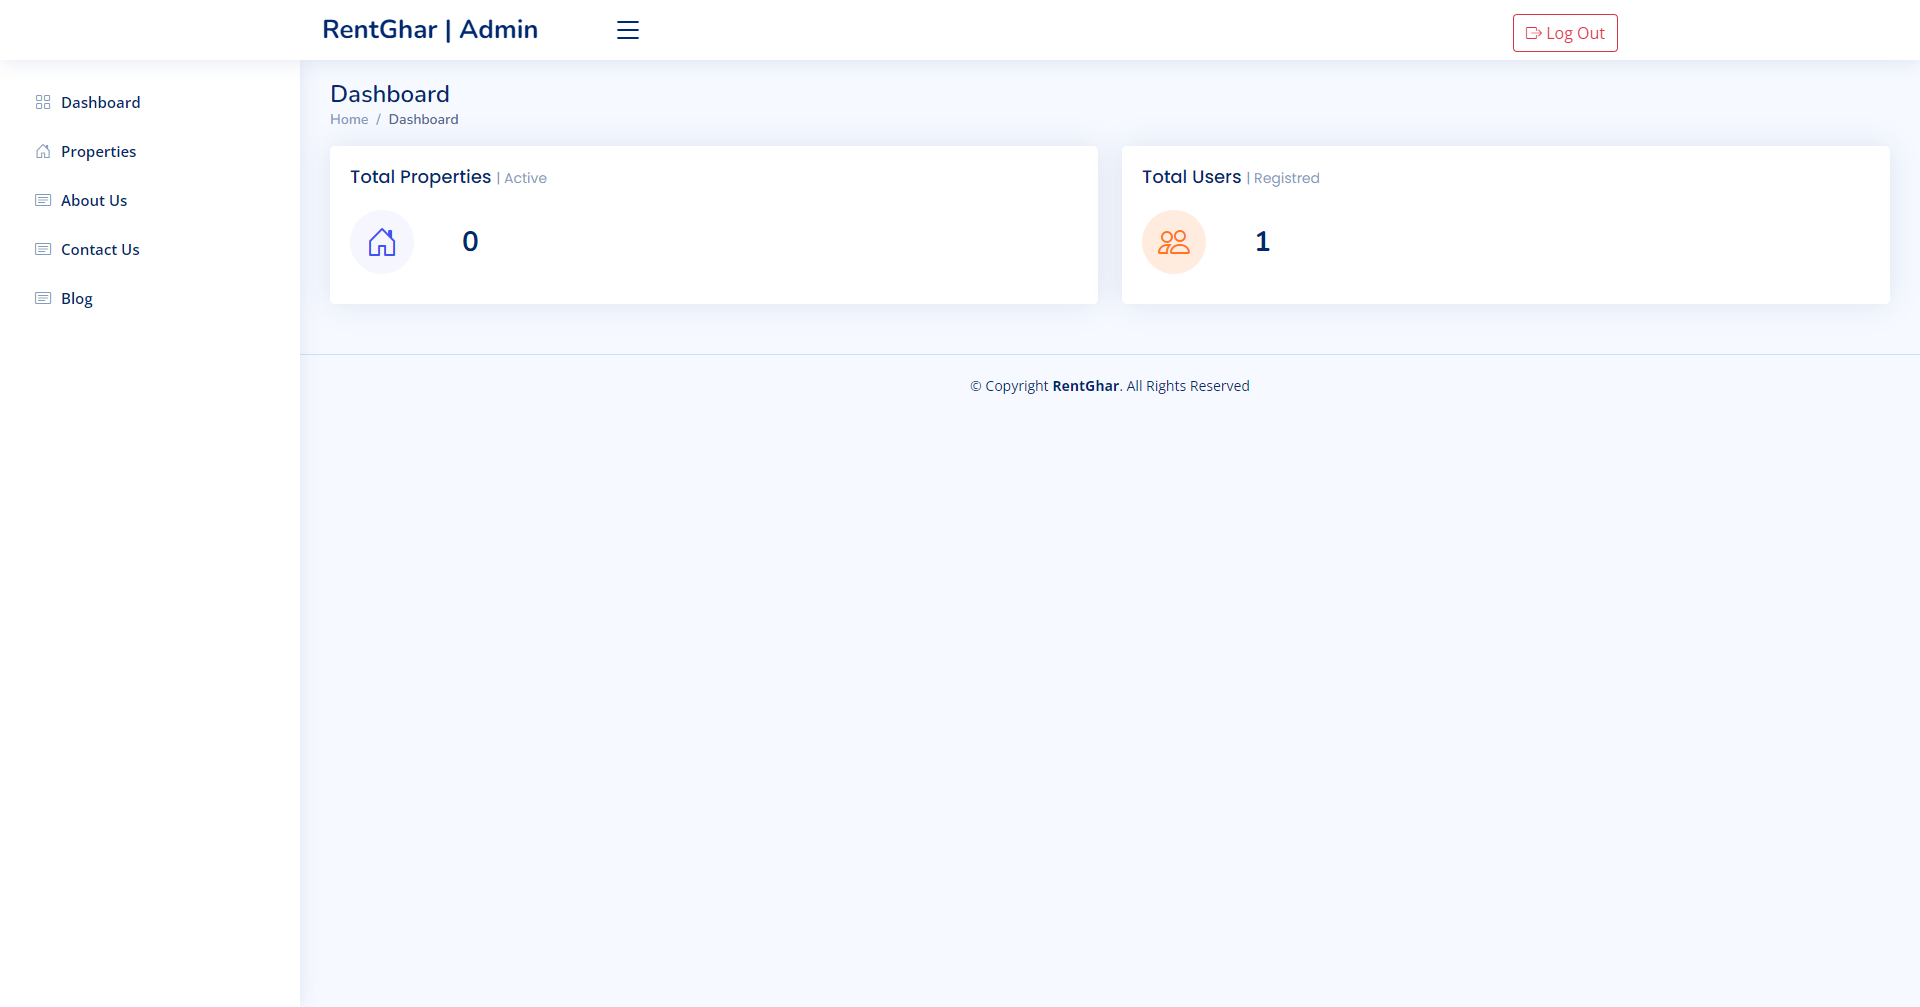 RentGhar | Admin
Log Out
Dashboard
Properties
About Us
Contact Us
Blog
Dashboard
Home / Dashboard
Total Properties | Active
0
Total Users | Registred
1
© Copyright RentGhar. All Rights Reserved